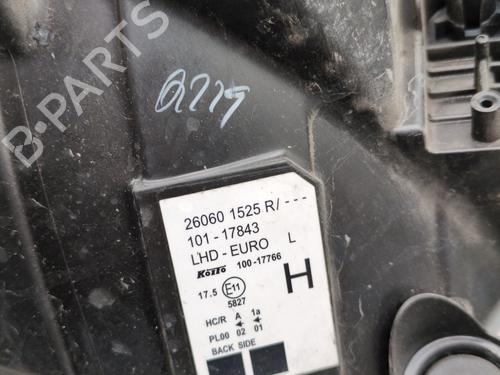 B-PARTS
26060 1525 R/ ---
101 - 17843
LHD - EURO L
Koito 100-17766
H
17.5 E11
5827
HC/R A 1a
PL00 02 01
BACK SIDE